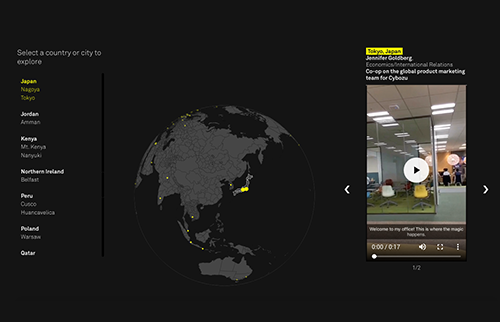 Select a country or city to
explore
Japan
Nagoya
Tokyo
Jordan
Amman
Kenya
Mt. Kenya
Nanyuki
Northern Ireland
Belfast
Peru
Cusco
Huancavelica
Poland
Warsaw
Qatar
Tokyo, Japan
Jennifer Goldberg,
Economics/International Relations
Co-op on the global product marketing
team for Cybozu
Welcome to my office! This is where the magic
happens.
0:00 / 0:17
1/2